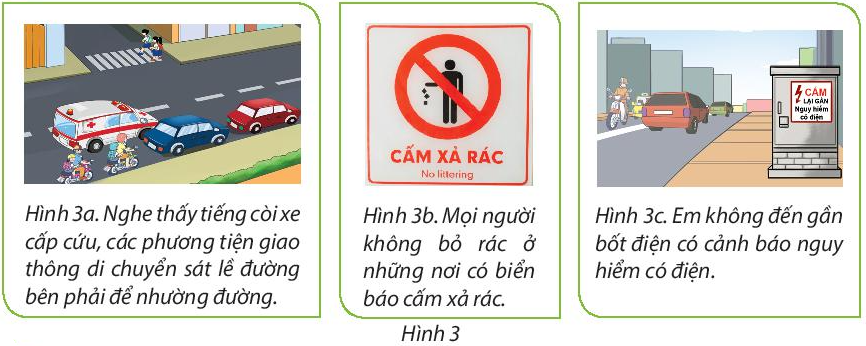 CẤM XẢ RÁC
No littering
CẤM
LẠI GẦN
Nguy hiểm
có điện
Hình 3a. Nghe thấy tiếng còi xe
cấp cứu, các phương tiện giao
thông di chuyển sát lề đường
bên phải để nhường đường.
Hình 3b. Mọi người
không bỏ rác ở
những nơi có biển
báo cấm xả rác.
Hình 3c. Em không đến gần
bốt điện có cảnh báo nguy
hiểm có điện.
Hình 3